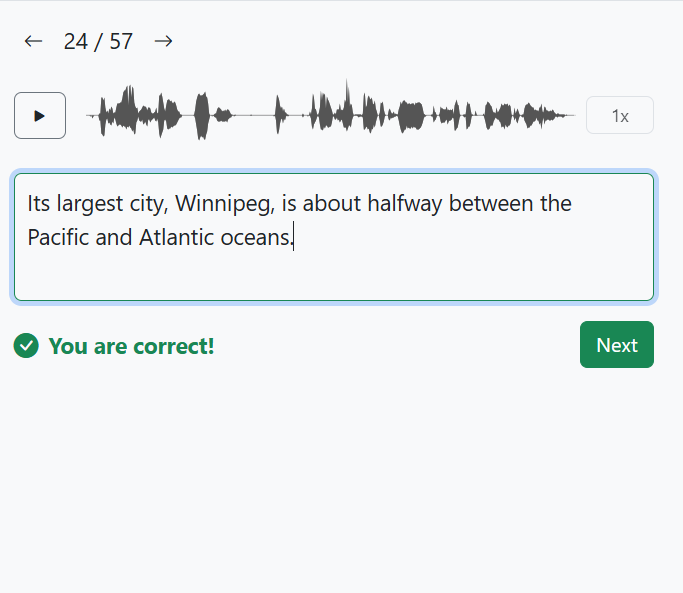 24 / 57
1x
Its largest city, Winnipeg, is about halfway between the
Pacific and Atlantic oceans.
You are correct!
Next